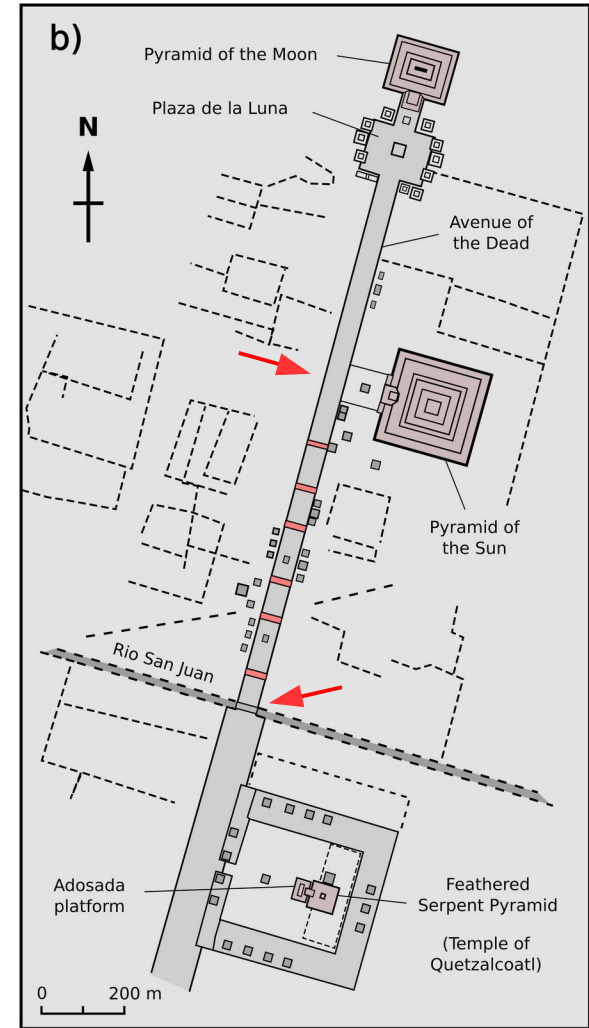 b)
Pyramid of the Moon
Plaza de la Luna
N
Avenue of
the Dead
Pyramid of
the Sun
Rio San Juan
Adosada
platform
Feathered
Serpent Pyramid
(Temple of
Quetzalcoatl)
0 200 m